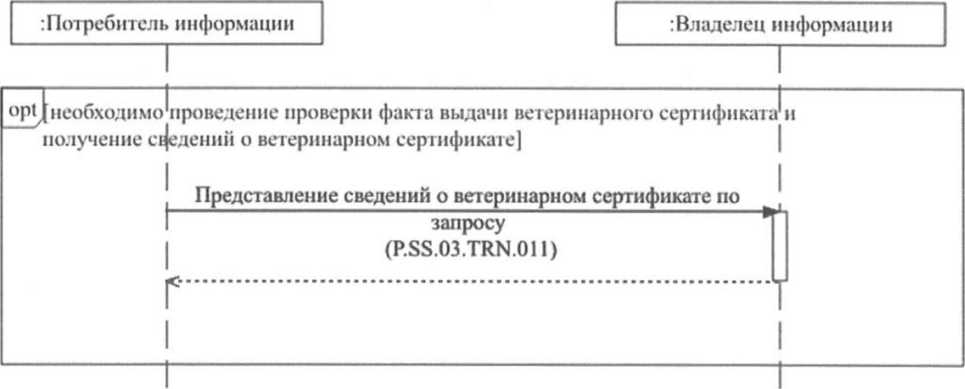 :Потребитель информации
:Владелец информации
opt
[необходимо проведение проверки факта выдачи ветеринарного сертификата и
получение сведений о ветеринарном сертификате]
Представление сведений о ветеринарном сертификате по
запросу
(P.SS.03.TRN.011)